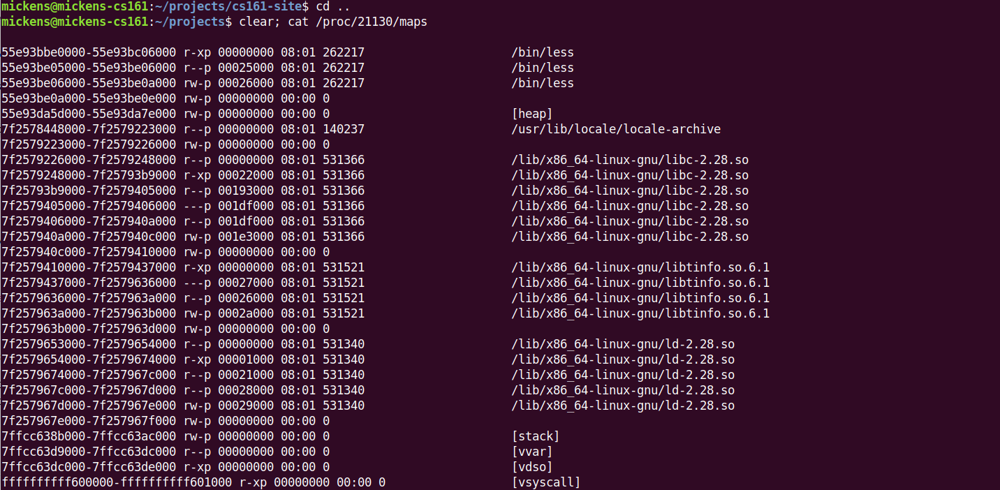 mickens@mickens-cs161:~/projects/cs161-site$ cd ..
mickens@mickens-cs161:~/projects$ clear; cat /proc/21130/maps
55e93bbe0000-55e93bc06000 r-xp 00000000 08:01 262217 /bin/less
55e93be05000-55e93be06000 r--p 00025000 08:01 262217 /bin/less
55e93be06000-55e93be0a000 rw-p 00026000 08:01 262217 /bin/less
55e93be0a000-55e93be0e000 rw-p 00000000 00:00 0
55e93da5d000-55e93da7e000 rw-p 00000000 00:00 0 [heap]
7f2578448000-7f2579223000 r--p 00000000 08:01 140237 /usr/lib/locale/locale-archive
7f2579223000-7f2579226000 rw-p 00000000 00:00 0
7f2579226000-7f2579248000 r--p 00000000 08:01 531366 /lib/x86_64-linux-gnu/libc-2.28.so
7f2579248000-7f25793b9000 r-xp 00022000 08:01 531366 /lib/x86_64-linux-gnu/libc-2.28.so
7f25793b9000-7f2579405000 r--p 00193000 08:01 531366 /lib/x86_64-linux-gnu/libc-2.28.so
7f2579405000-7f2579406000 ---p 001df000 08:01 531366 /lib/x86_64-linux-gnu/libc-2.28.so
7f2579406000-7f257940a000 r--p 001df000 08:01 531366 /lib/x86_64-linux-gnu/libc-2.28.so
7f257940a000-7f257940c000 rw-p 001e3000 08:01 531366 /lib/x86_64-linux-gnu/libc-2.28.so
7f257940c000-7f2579410000 rw-p 00000000 00:00 0
7f2579410000-7f2579437000 r-xp 00000000 08:01 531521 /lib/x86_64-linux-gnu/libtinfo.so.6.1
7f2579437000-7f2579636000 ---p 00027000 08:01 531521 /lib/x86_64-linux-gnu/libtinfo.so.6.1
7f2579636000-7f257963a000 r--p 00026000 08:01 531521 /lib/x86_64-linux-gnu/libtinfo.so.6.1
7f257963a000-7f257963b000 rw-p 0002a000 08:01 531521 /lib/x86_64-linux-gnu/libtinfo.so.6.1
7f257963b000-7f257963d000 rw-p 00000000 00:00 0
7f2579653000-7f2579654000 r--p 00000000 08:01 531340 /lib/x86_64-linux-gnu/ld-2.28.so
7f2579654000-7f2579674000 r-xp 00001000 08:01 531340 /lib/x86_64-linux-gnu/ld-2.28.so
7f2579674000-7f257967c000 r--p 00021000 08:01 531340 /lib/x86_64-linux-gnu/ld-2.28.so
7f257967c000-7f257967d000 r--p 00028000 08:01 531340 /lib/x86_64-linux-gnu/ld-2.28.so
7f257967d000-7f257967e000 rw-p 00029000 08:01 531340 /lib/x86_64-linux-gnu/ld-2.28.so
7f257967e000-7f257967f000 rw-p 00000000 00:00 0
7ffcc638b000-7ffcc63ac000 rw-p 00000000 00:00 0 [stack]
7ffcc63d9000-7ffcc63dc000 r--p 00000000 00:00 0 [vvar]
7ffcc63dc000-7ffcc63de000 r-xp 00000000 00:00 0 [vdso]
ffffffffff600000-ffffffffff601000 r-xp 00000000 00:00 0 [vsyscall]